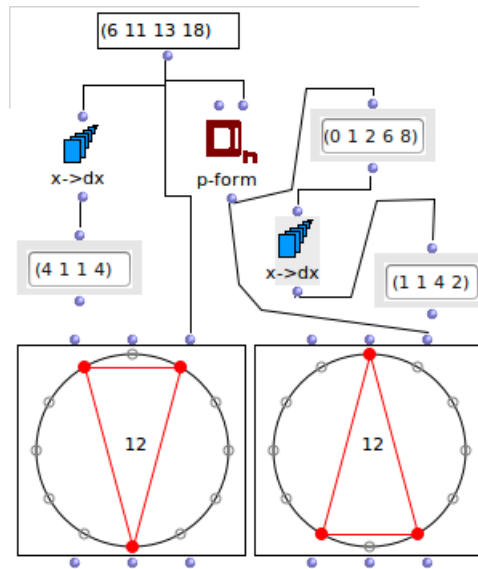 (6 11 13 18)
x->dx
p-form
n
(0 1 2 6 8)
x->dx
(4 1 1 4)
(1 1 4 2)
12
12